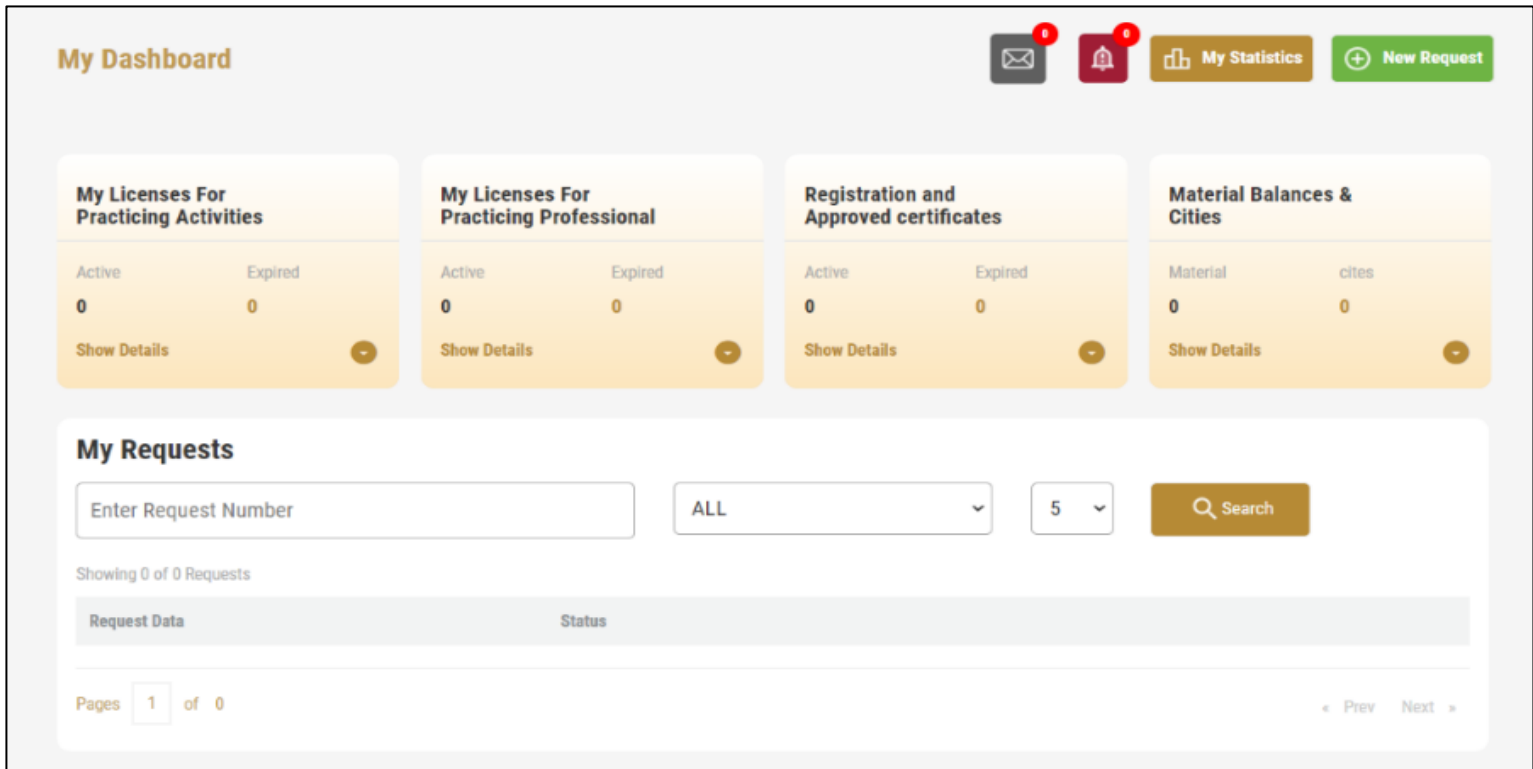 My Dashboard
0
0
My Statistics
New Request
My Licenses For
Practicing Activities
Active Expired
0 0
Show Details
My Licenses For
Practicing Professional
Active Expired
0 0
Show Details
Registration and
Approved certificates
Active Expired
0 0
Show Details
Material Balances &
Cities
Material cites
0 0
Show Details
My Requests
Enter Request Number
ALL
5
Search
Showing 0 of 0 Requests
Request Data Status
Pages 1 of 0
« Prev Next »